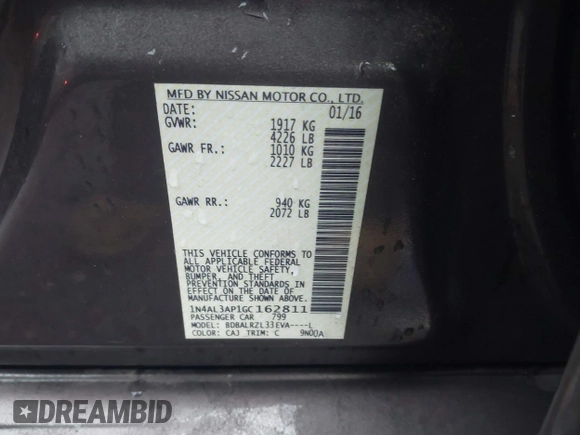 MFD BY NISSAN MOTOR CO., LTD.
DATE: 01/16
GVWR: 1917 KG
4226 LB
GAWR FR.: 1010 KG
2227 LB
GAWR RR.: 940 KG
2072 LB
THIS VEHICLE CONFORMS TO
ALL APPLICABLE FEDERAL
MOTOR VEHICLE SAFETY,
BUMPER, AND THEFT
PREVENTION STANDARDS IN
EFFECT ON THE DATE OF
MANUFACTURE SHOWN ABOVE.
1N4AL3AP1GC162811
PASSENGER CAR 799
MODEL: BDBALRZL33EVA----L
COLOR: CA3 TRIM: C 9N00A
DREAMBID